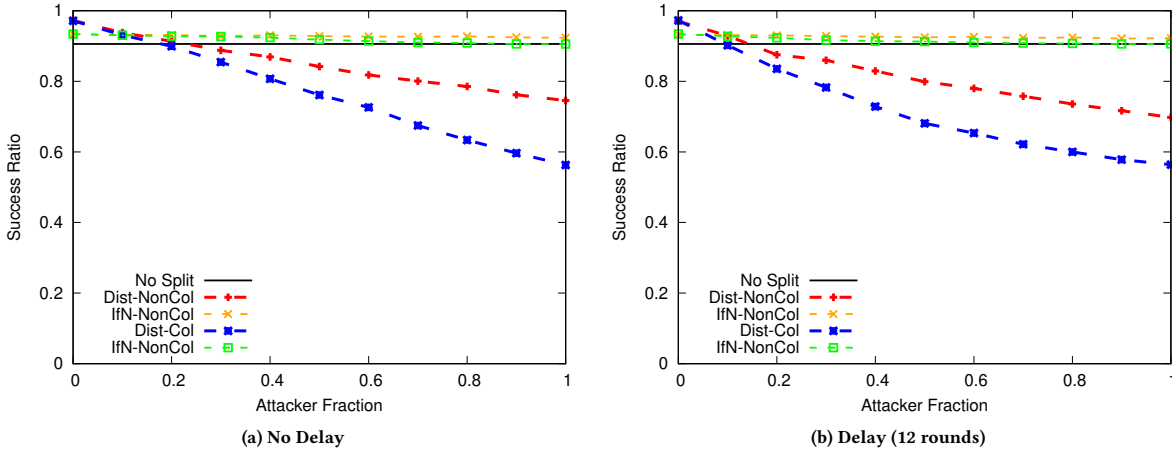 1
0.8
0.6
0.4
0.2
0
Success Ratio
No Split
Dist-NonCol
IfN-NonCol
Dist-Col
IfN-NonCol
0 0.2 0.4 0.6 0.8 1
Attacker Fraction
(a) No Delay
1
0.8
0.6
0.4
0.2
0
Success Ratio
No Split
Dist-NonCol
IfN-NonCol
Dist-Col
IfN-NonCol
0 0.2 0.4 0.6 0.8 1
Attacker Fraction
(b) Delay (12 rounds)